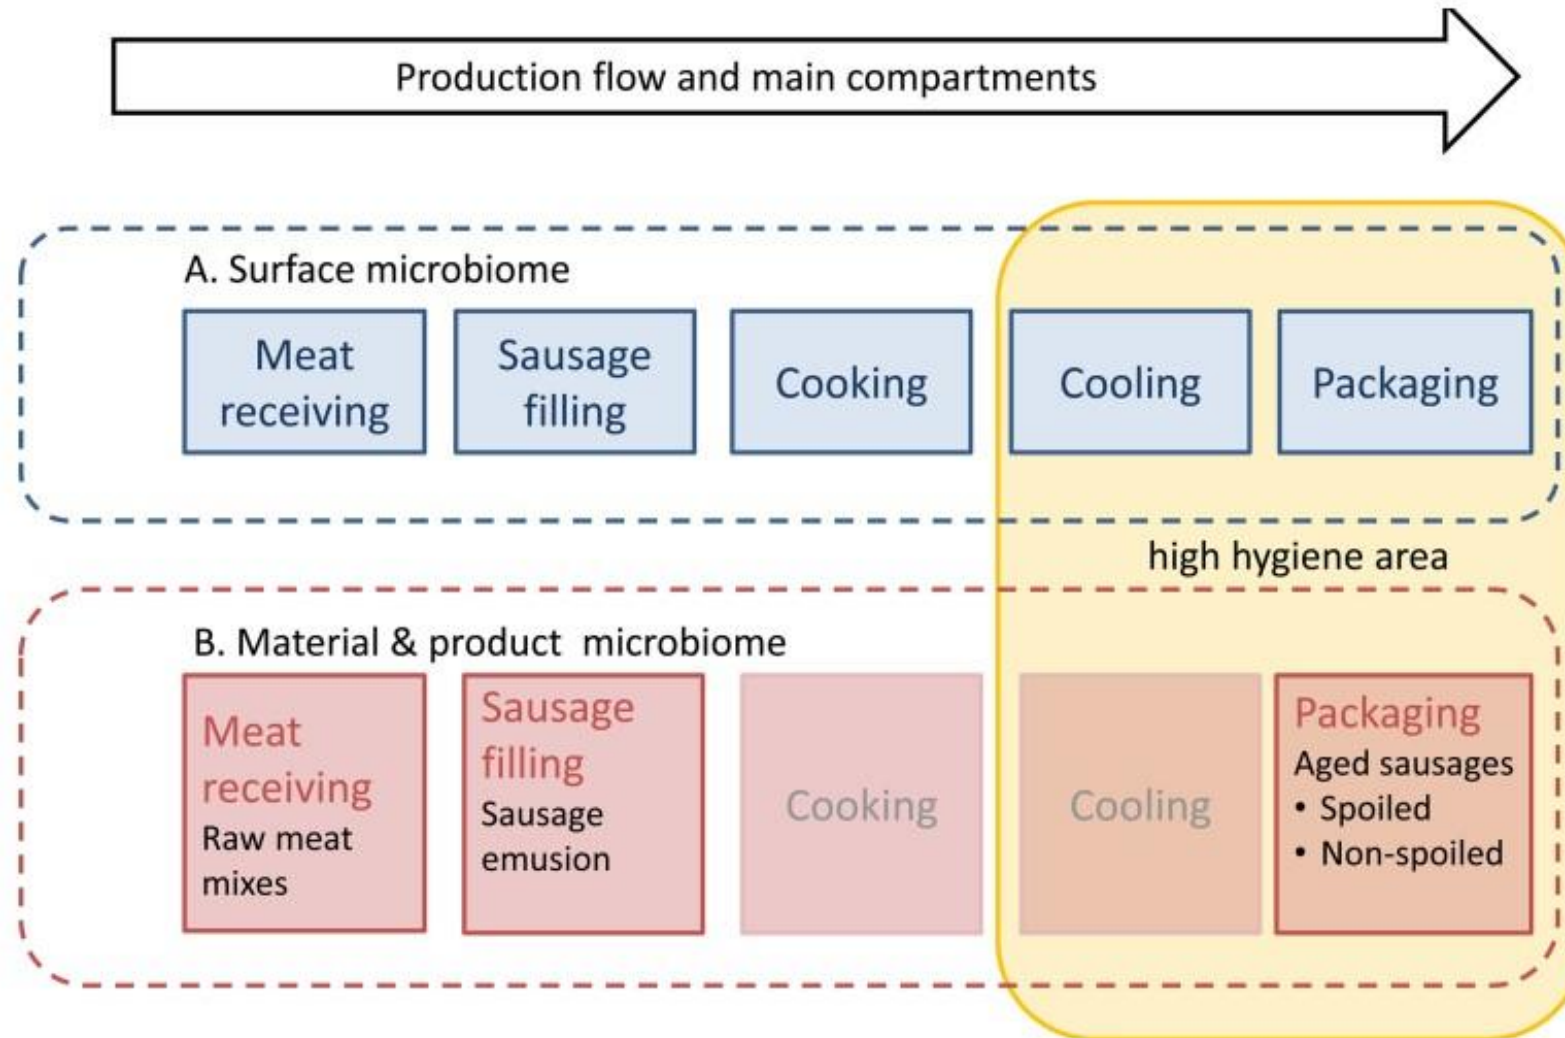 Production flow and main compartments
A. Surface microbiome
Meat
receiving
Sausage
filling
Cooking
Cooling
Packaging
high hygiene area
B. Material & product  microbiome
Meat
receiving
Raw meat
mixes
Sausage
filling
Sausage
emusion
Cooking
Cooling
Packaging
Aged sausages
• Spoiled
• Non-spoiled